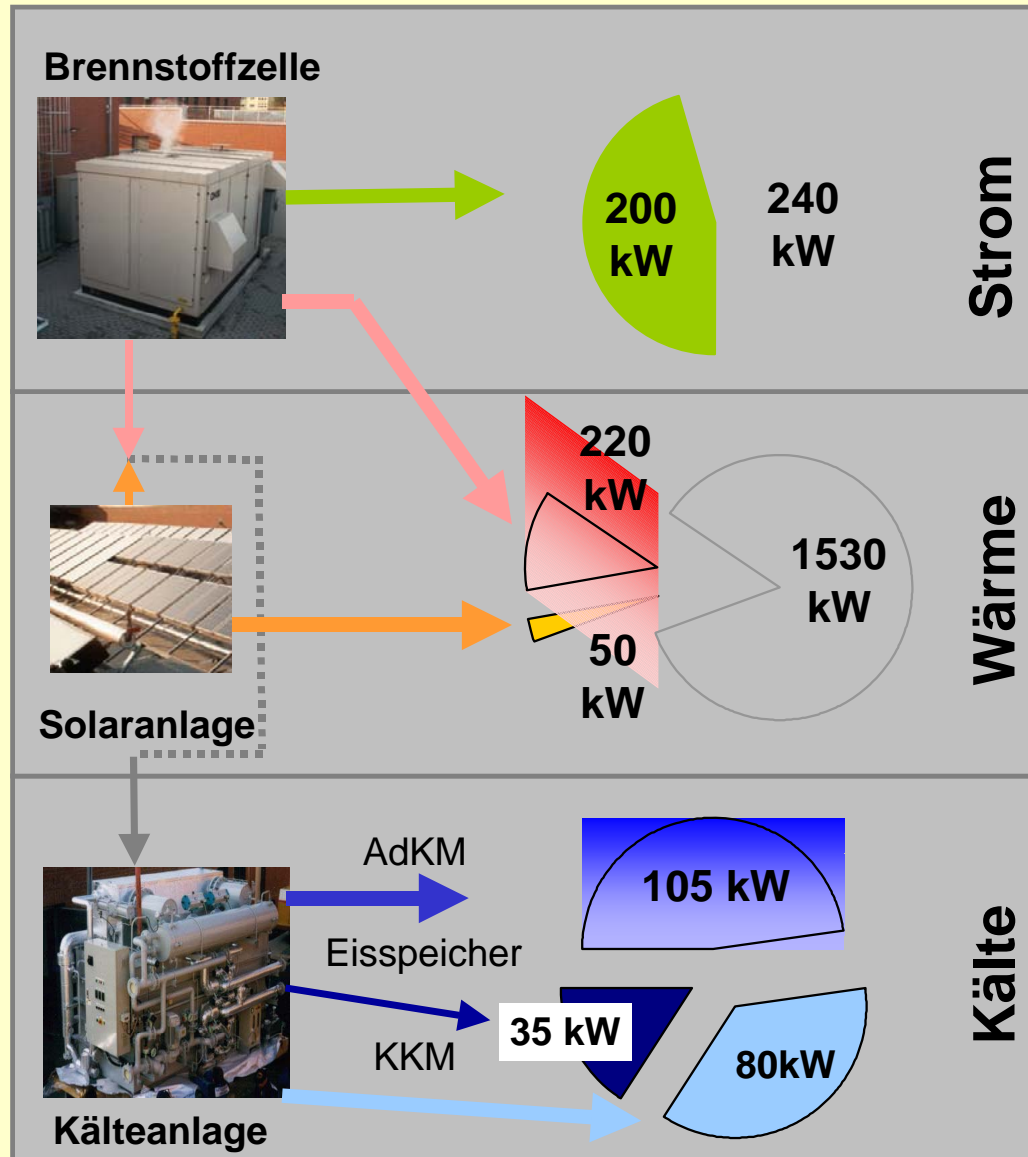 Brennstoffzelle
200
kW
240
kW
Strom
220
kW
1530
kW
50
kW
Wärme
Solaranlage
AdKM
105 kW
Eisspeicher
35 kW
KKM
80kW
Kälte
Kälteanlage